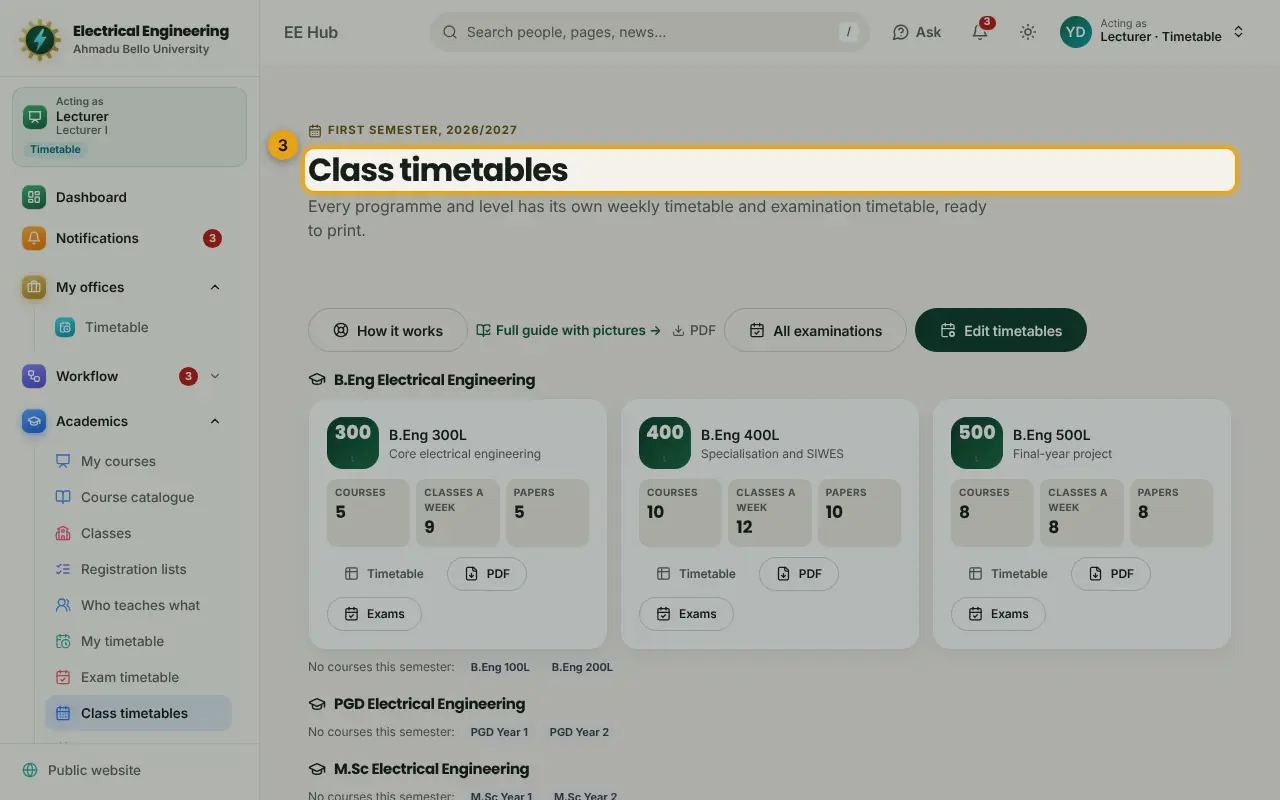 Electrical Engineering
Ahmadu Bello University
EE Hub
Search people, pages, news...
/
Ask
3
YD
Acting as
Lecturer · Timetable
Acting as
Lecturer
Lecturer I
Timetable
Dashboard
Notifications
3
My offices
Timetable
Workflow
3
Academics
My courses
Course catalogue
Classes
Registration lists
Who teaches what
My timetable
Exam timetable
Class timetables
Public website
FIRST SEMESTER, 2026/2027
3
Class timetables
Every programme and level has its own weekly timetable and examination timetable, ready
to print.
How it works
Full guide with pictures →
PDF
All examinations
Edit timetables
B.Eng Electrical Engineering
300
B.Eng 300L
Core electrical engineering
COURSES
5
CLASSES A
WEEK
9
PAPERS
5
Timetable
PDF
Exams
400
B.Eng 400L
Specialisation and SIWES
COURSES
10
CLASSES A
WEEK
12
PAPERS
10
Timetable
PDF
Exams
500
B.Eng 500L
Final-year project
COURSES
8
CLASSES A
WEEK
8
PAPERS
8
Timetable
PDF
Exams
No courses this semester: B.Eng 100L B.Eng 200L
PGD Electrical Engineering
No courses this semester: PGD Year 1 PGD Year 2
M.Sc Electrical Engineering
No courses this semester: M.Sc Year 1 M.Sc Year 2